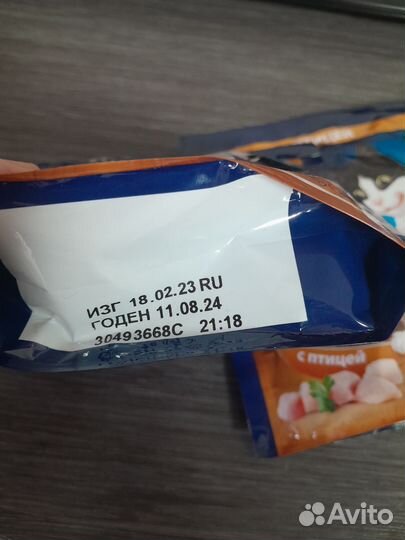 ИЗГ 18.02.23 RU
ГОДЕН 11.08.24
30493668C 21:18
с птицей
Avito